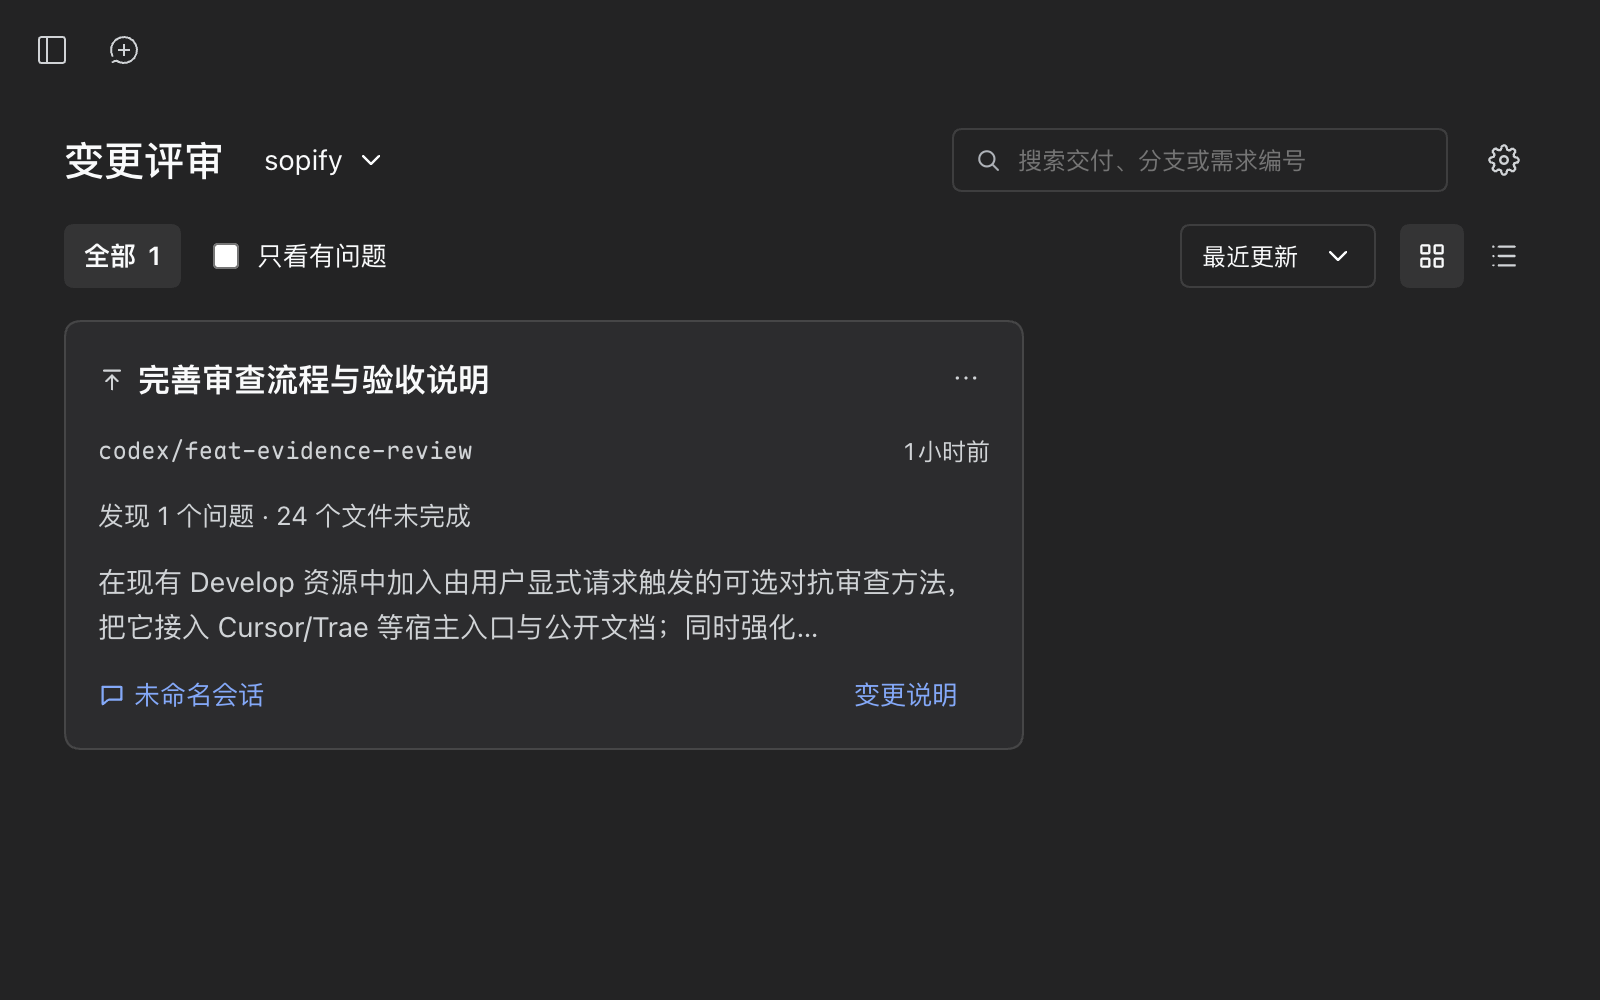 变更评审
sopify
搜索交付、分支或需求编号
全部 1
只看有问题
最近更新
完善审查流程与验收说明
codex/feat-evidence-review
1小时前
发现 1 个问题 · 24 个文件未完成
在现有 Develop 资源中加入由用户显式请求触发的可选对抗审查方法，
把它接入 Cursor/Trae 等宿主入口与公开文档；同时强化...
未命名会话
变更说明